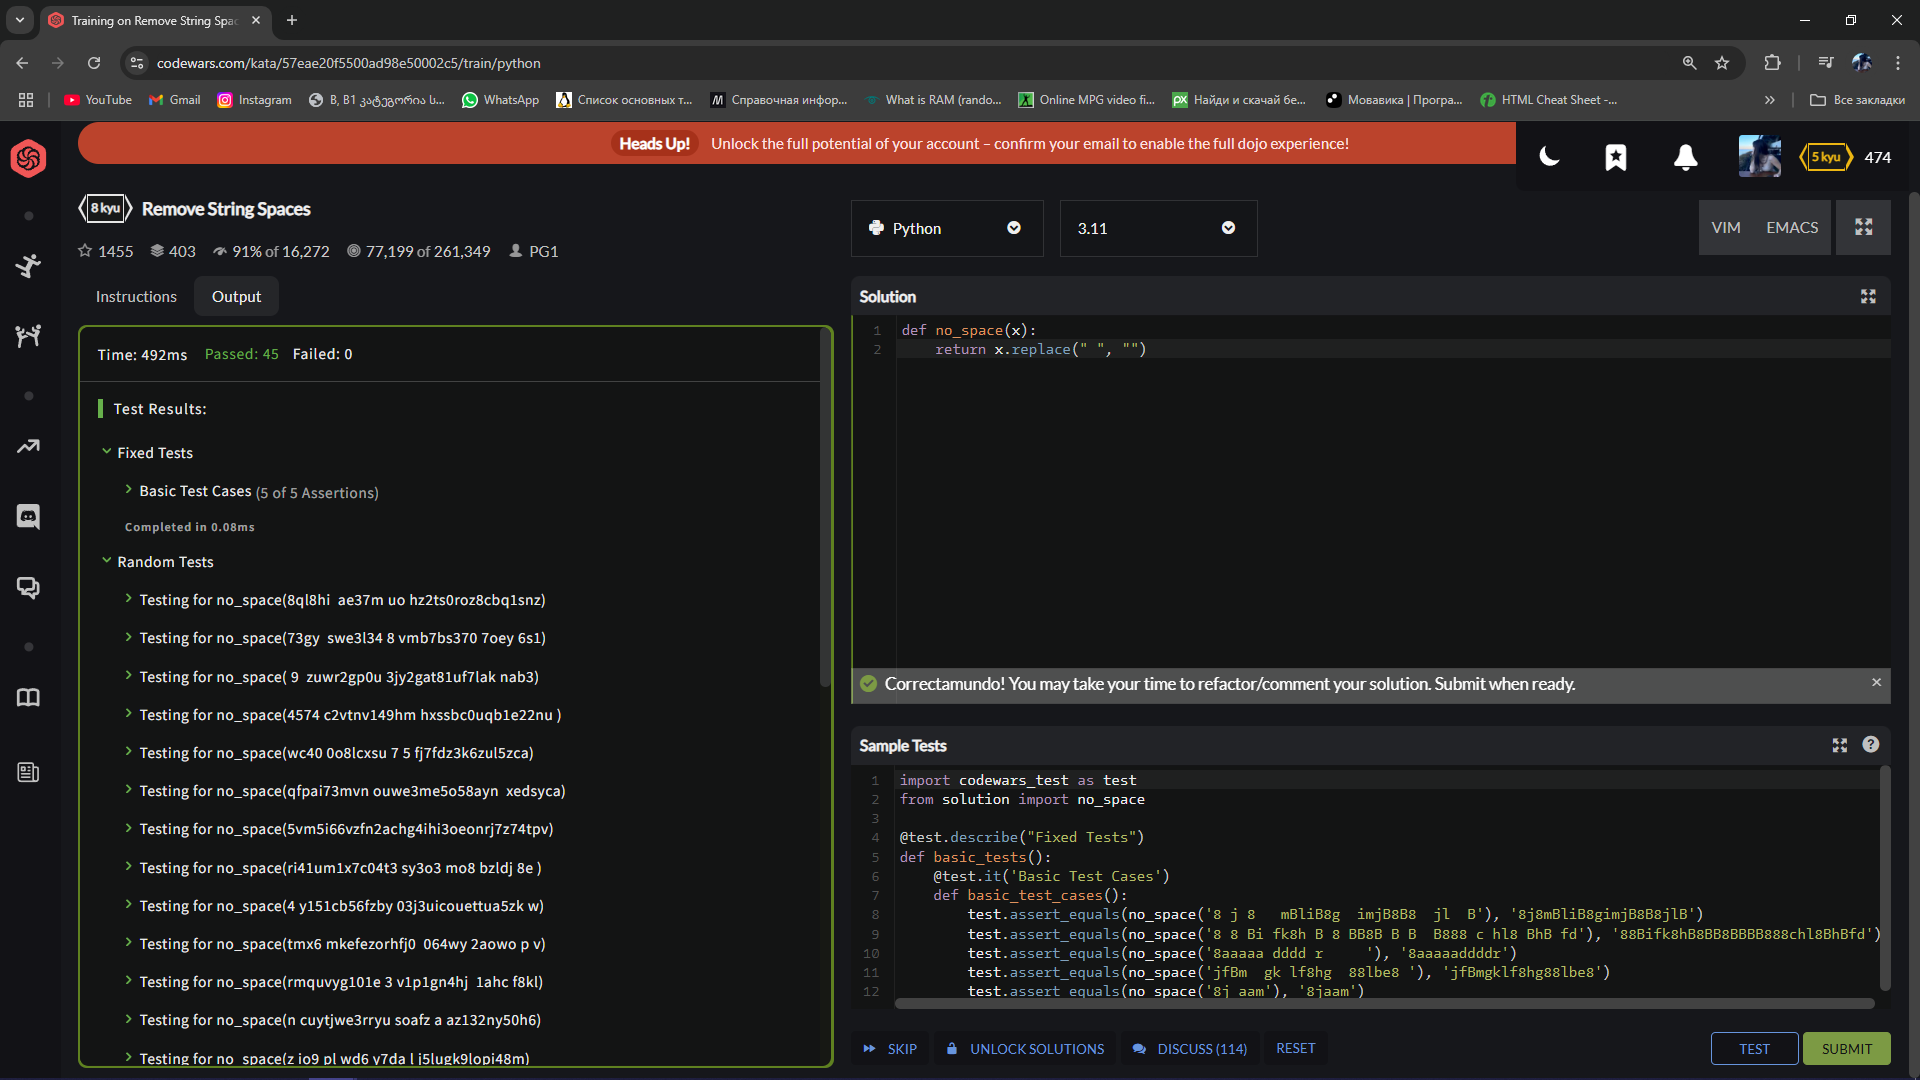 Training on Remove String Spac
codewars.com/kata/57eae20f5500ad98e50002c5/train/python
YouTube
Gmail
Instagram
B, B1 კატეგორია ს...
WhatsApp
Список основных т...
Справочная инфор...
What is RAM (rando...
Online MPG video fi...
Найди и скачай бе...
Мовавика | Програ...
HTML Cheat Sheet -...
Все закладки
Heads Up! Unlock the full potential of your account – confirm your email to enable the full dojo experience!
5 kyu 474
8 kyu Remove String Spaces
1455 403 91% of 16,272 77,199 of 261,349 PG1
Instructions Output
Time: 492ms Passed: 45 Failed: 0
Test Results:
Fixed Tests
Basic Test Cases (5 of 5 Assertions)
Completed in 0.08ms
Random Tests
Testing for no_space(8ql8hi  ae37m uo hz2ts0roz8cbq1snz)
Testing for no_space(73gy  swe3l34 8 vmb7bs370 7oey 6s1)
Testing for no_space( 9  zuwr2gp0u 3jy2gat81uf7lak nab3)
Testing for no_space(4574 c2vtnv149hm hxssbc0uqb1e22nu )
Testing for no_space(wc40 0o8lcxsu 7 5 fj7fdz3k6zul5zca)
Testing for no_space(qfpai73mvn ouwe3me5o58ayn  xedsyca)
Testing for no_space(5vm5i66vzfn2achg4ihi3oeonrj7z74tpv)
Testing for no_space(ri41um1x7c04t3 sy3o3 mo8 bzldj 8e )
Testing for no_space(4 y151cb56fzby 03j3uicouettua5zk w)
Testing for no_space(tmx6 mkefezorhfj0  064wy 2aowo p v)
Testing for no_space(rmquvyg101e 3 v1p1gn4hj  1ahc f8kl)
Testing for no_space(n cuytjwe3rryu soafz a az132ny50h6)
Testing for no_space(z io9 pl wd6 y7da l j5lugk9lopi48m)
Python
3.11
VIM EMACS
Solution
1 def no_space(x):
2     return x.replace(" ", "")
Correctamundo! You may take your time to refactor/comment your solution. Submit when ready.
Sample Tests
1 import codewars_test as test
2 from solution import no_space
3
4 @test.describe("Fixed Tests")
5 def basic_tests():
6     @test.it('Basic Test Cases')
7     def basic_test_cases():
8         test.assert_equals(no_space('8 j 8   mBliB8g  imjB8B8  jl  B'), '8j8mBliB8gimjB8B8jlB')
9         test.assert_equals(no_space('8 8 Bi fk8h B 8 BB8B B B  B888 c hl8 BhB fd'), '88Bifk8hB8BB8BBBB888chl8BhBfd')
10         test.assert_equals(no_space('8aaaaa dddd r     '), '8aaaaaddddr')
11         test.assert_equals(no_space('jfBm  gk lf8hg  88lbe8 '), 'jfBmgklf8hg88lbe8')
12         test.assert_equals(no_space('8j aam'), '8jaam')
SKIP UNLOCK SOLUTIONS DISCUSS (114) RESET
TEST SUBMIT